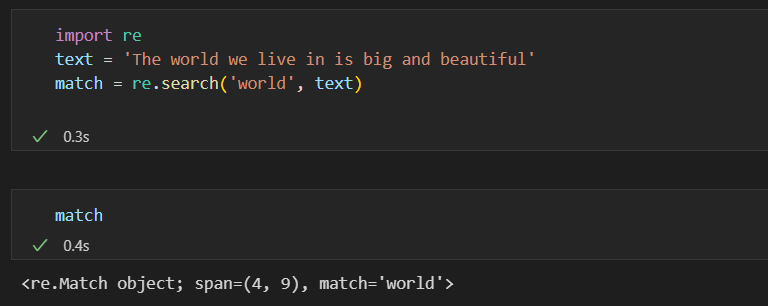 import re
text = 'The world we live in is big and beautiful'
match = re.search('world', text)
0.3s
match
0.4s
<re.Match object; span=(4, 9), match='world'>